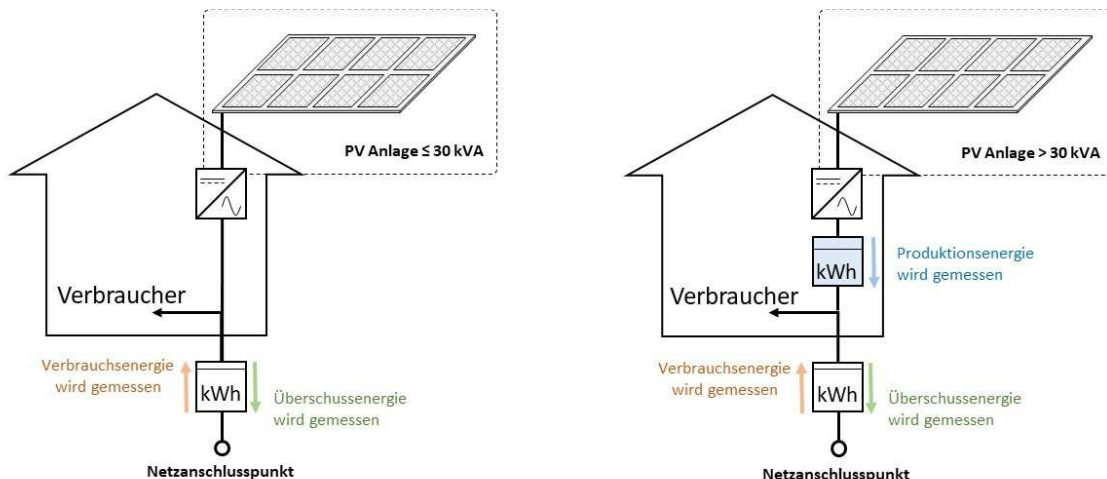 PV Anlage ≤ 30 kVA
Verbraucher
Verbrauchsenergie
wird gemessen
kWh
Überschussenergie
wird gemessen
Netzanschlusspunkt
PV Anlage > 30 kVA
kWh
Produktionsenergie
wird gemessen
Verbraucher
Verbrauchsenergie
wird gemessen
kWh
Überschussenergie
wird gemessen
Netzanschlusspunkt